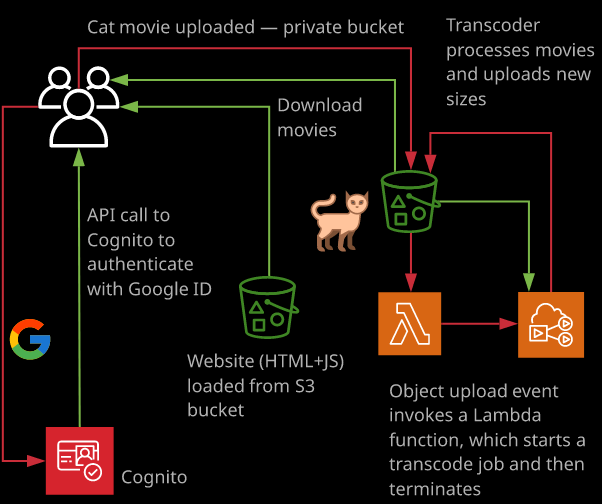 Cat movie uploaded — private bucket
Transcoder
processes movies
and uploads new
sizes
Download
movies
API call to
Cognito to
authenticate
with Google ID
Website (HTML+JS)
loaded from S3
bucket
Object upload event
invokes a Lambda
function, which starts a
transcode job and then
terminates
Cognito